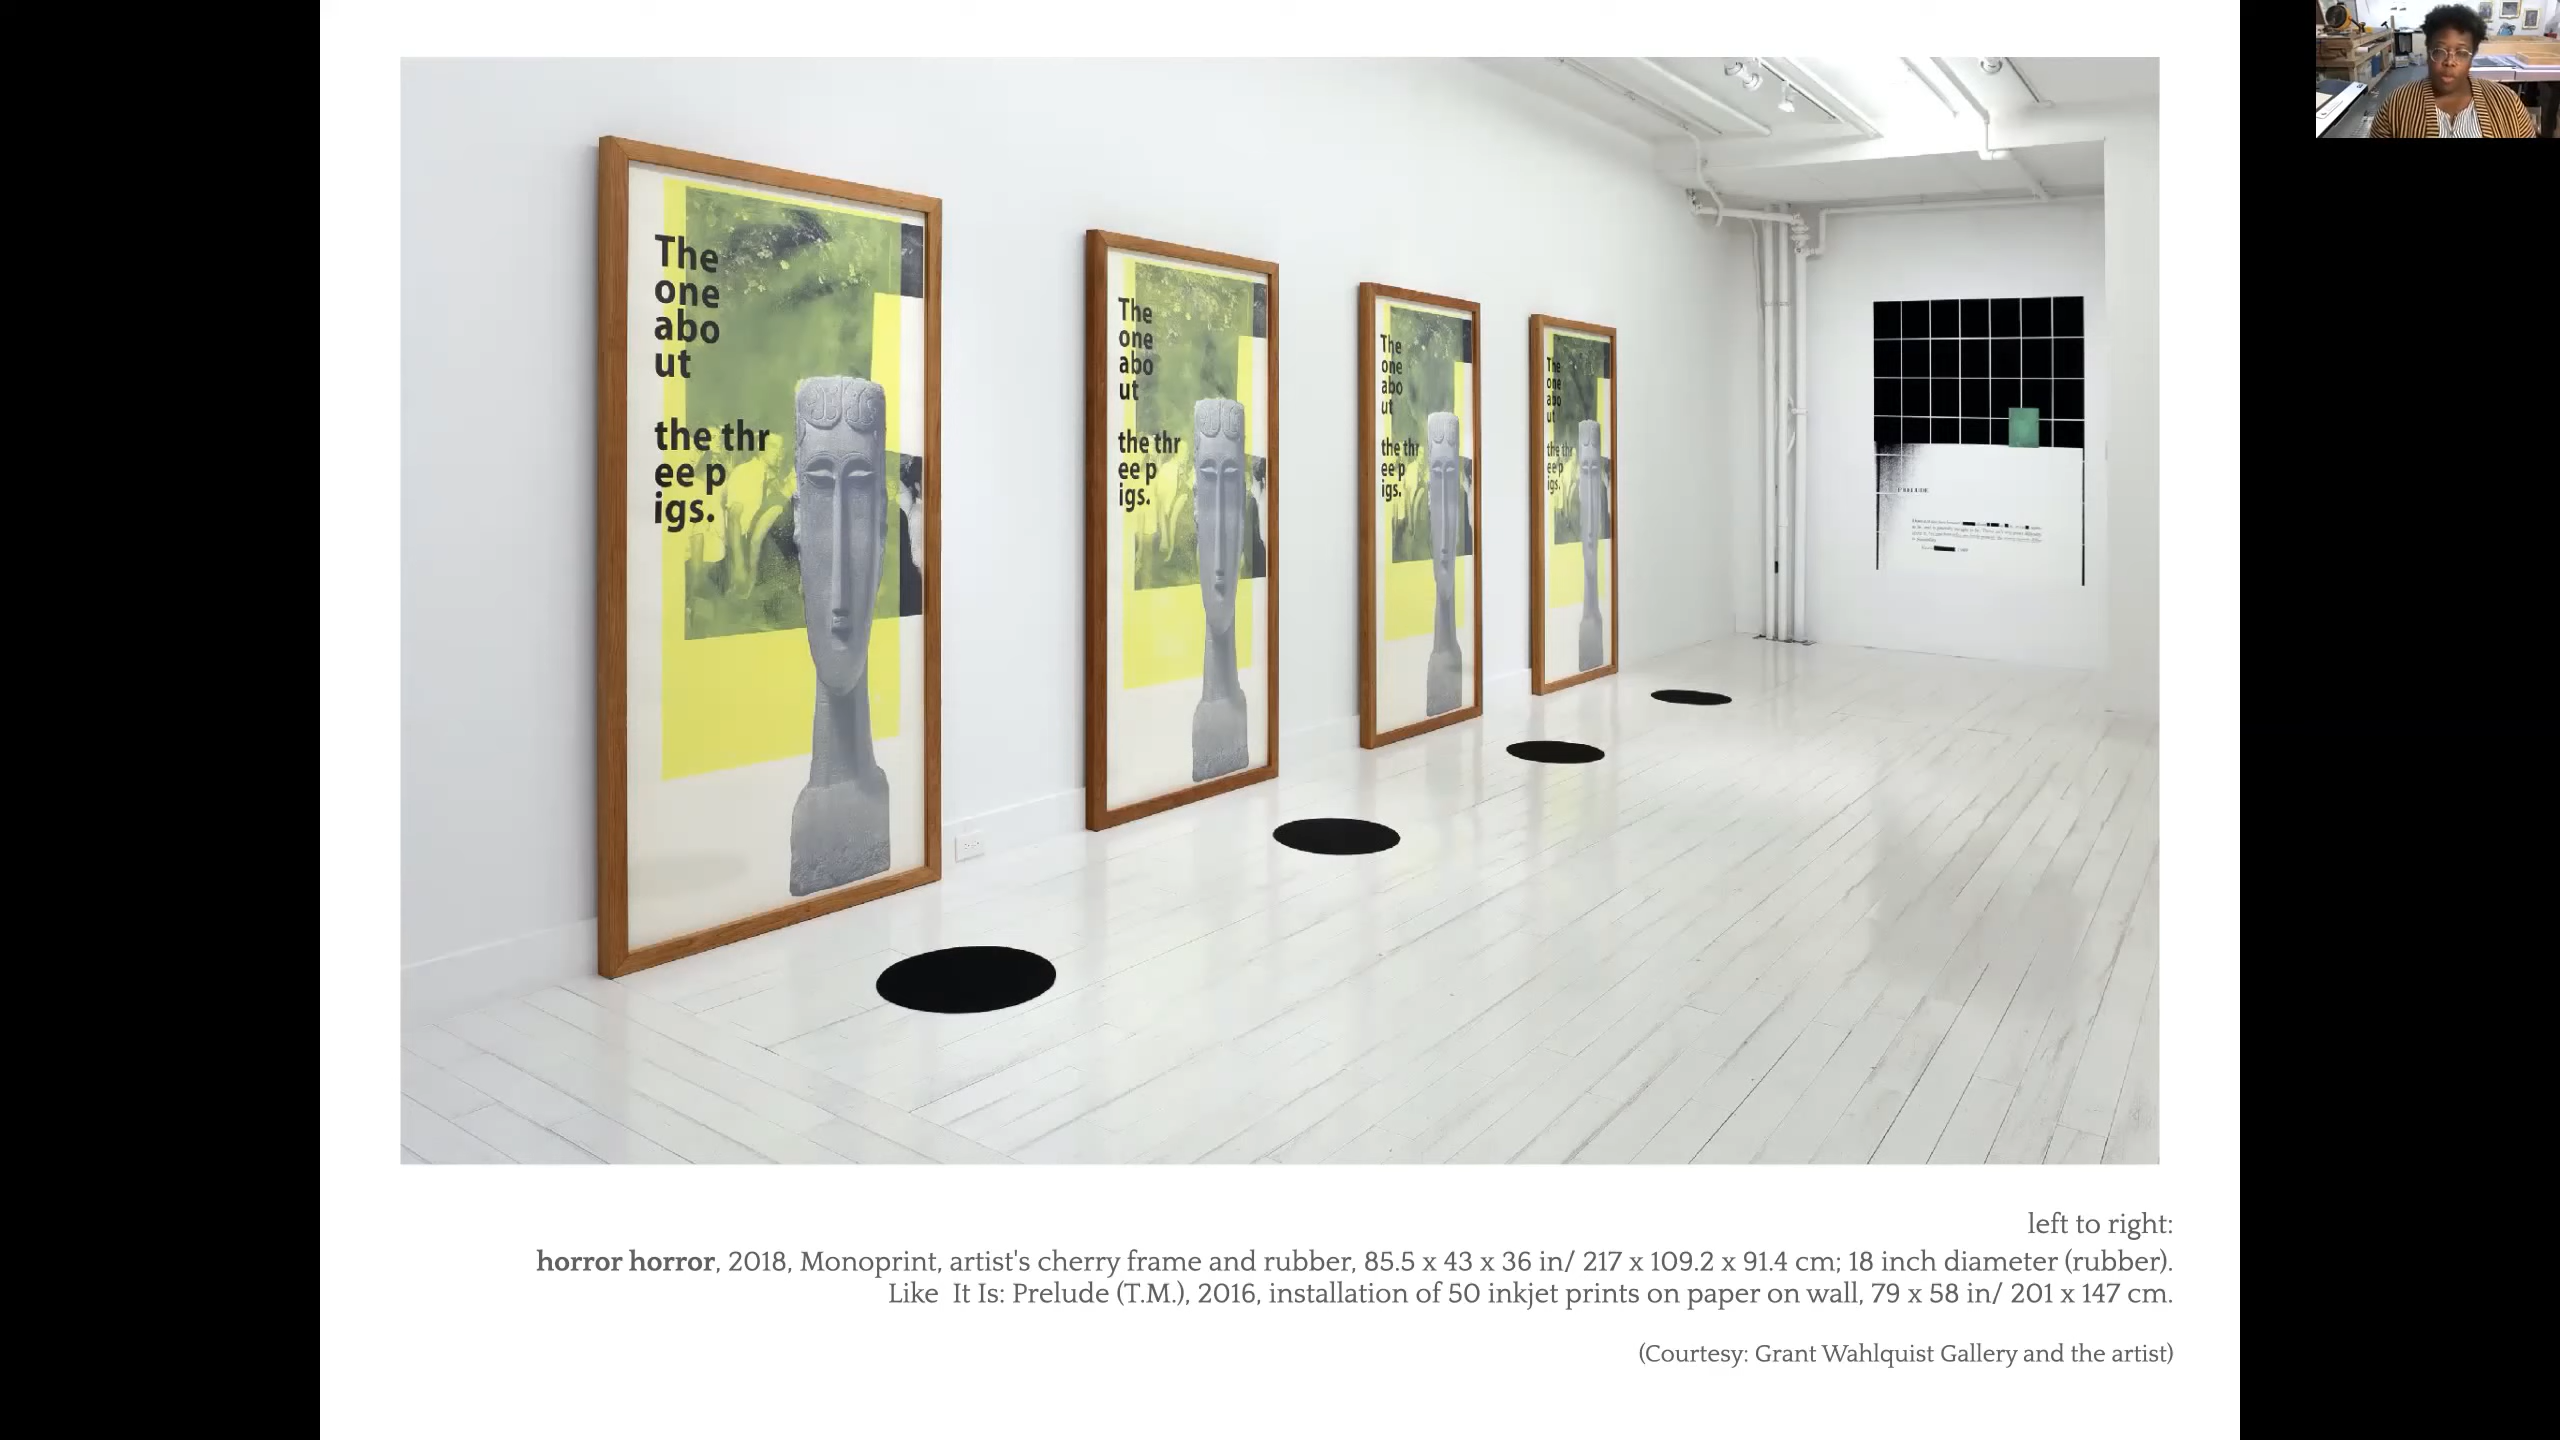 The
one
abo
ut
the thr
ee p
igs.
The
one
abo
ut
the thr
ee p
igs.
The
one
abo
ut
the thr
ee p
igs.
The
one
abo
ut
the thr
ee p
igs.
PRELUDE
left to right:
horror horror, 2018, Monoprint, artist's cherry frame and rubber, 85.5 x 43 x 36 in/ 217 x 109.2 x 91.4 cm; 18 inch diameter (rubber).
Like It Is: Prelude (T.M.), 2016, installation of 50 inkjet prints on paper on wall, 79 x 58 in/ 201 x 147 cm.
(Courtesy: Grant Wahlquist Gallery and the artist)